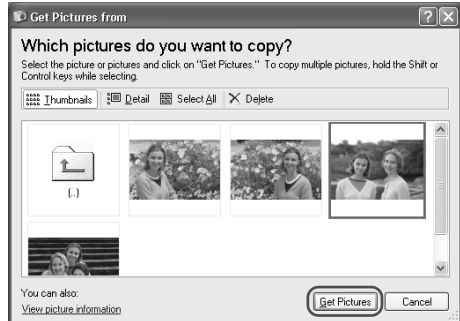 Get Pictures from
Which pictures do you want to copy?
Select the picture or pictures and click on "Get Pictures." To copy multiple pictures, hold the Shift or
Control keys while selecting.
Thumbnails Detail Select All Delete
(..)
You can also:
View picture information
Get Pictures Cancel